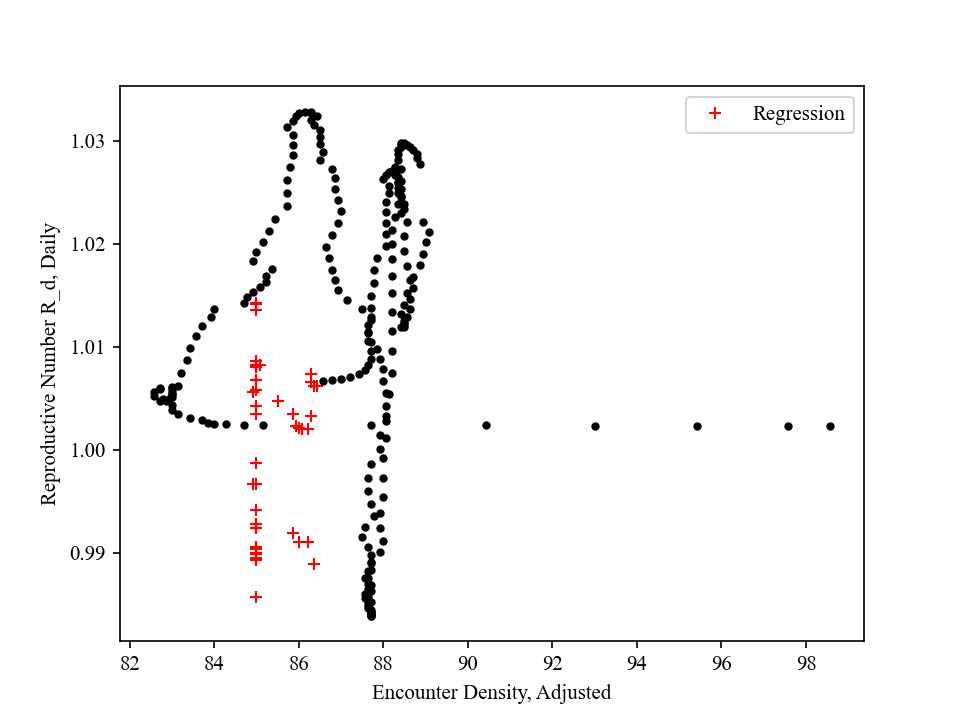 Regression
1.03
1.02
1.01
1.00
0.99
Reproductive Number R_d, Daily
82 84 86 88 90 92 94 96 98
Encounter Density, Adjusted